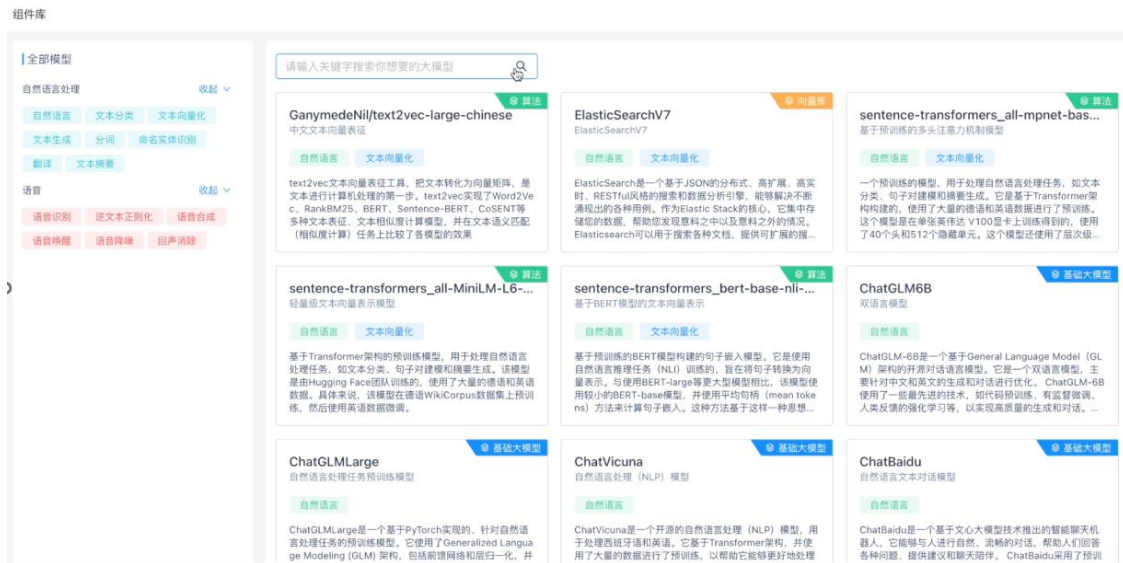 组件库
全部模型
自然语言处理
收起
自然语言 文本分类 文本向量化
文本生成 分词 命名实体识别
翻译 文本摘要
语音
收起
语音识别 逆文本正则化 语音合成
语音唤醒 语音降噪 回声消除
请输入关键字搜索你想要的大模型
算法
GanymedeNil/text2vec-large-chinese
中文文本向量表征
自然语言 文本向量化
text2vec文本向量表征工具，把文本转化为向量矩阵，是
文本进行计算机处理的第一步。text2vec实现了Word2Ve
c、RankBM25、BERT、Sentence-BERT、CoSENT等
多种文本表征、文本相似度计算模型，并在文本语义匹配
（相似度计算）任务上比较了各模型的效果
向量库
ElasticSearchV7
ElasticSearchV7
自然语言 文本向量化
ElasticSearch是一个基于JSON的分布式、高扩展、高实
时、RESTful风格的搜索和数据分析引擎，能够解决不断
涌现出的各种用例。作为Elastic Stack的核心，它集中存
储您的数据，帮助您发现意料之中以及意料之外的情况。
Elasticsearch可以用于搜索各种文档，提供可扩展的搜...
算法
sentence-transformers_all-mpnet-bas...
基于预训练的多头注意力机制模型
自然语言 文本向量化
一个预训练的模型，用于处理自然语言处理任务，如文本
分类、句子对建模和摘要生成。它是基于Transformer架
构构建的，使用了大量的德语和英语数据进行了预训练。
这个模型是在单张英伟达 V100显卡上训练得到的，使用
了40个头和512个隐藏单元。这个模型还使用了层次级...
算法
sentence-transformers_all-MiniLM-L6-...
轻量级文本向量表示模型
自然语言 文本向量化
基于Transformer架构的预训练模型，用于处理自然语言
处理任务，如文本分类、句子对建模和摘要生成。该模型
是由Hugging Face团队训练的，使用了大量的德语和英语
数据。具体来说，该模型在德语WikiCorpus数据集上预训
练，然后使用英语数据微调。
算法
sentence-transformers_bert-base-nli-...
基于BERT模型的文本向量表示
自然语言 文本向量化
基于预训练的BERT模型构建的句子嵌入模型。它是使用
自然语言推理任务（NLI）训练的，旨在将句子转换为向
量表示。与使用BERT-large等更大型模型相比，该模型使
用较小的BERT-base模型，并使用平均句柄（mean toke
ns）方法来计算句子嵌入。这种方法基于这样一种思想...
基础大模型
ChatGLM6B
双语言模型
自然语言
ChatGLM-6B是一个基于General Language Model（GL
M）架构的开源对话语言模型。它是一个双语言模型，主
要针对中文和英文的生成和对话进行优化。 ChatGLM-6B
使用了一些最先进的技术，如代码预训练、有监督微调、
人类反馈的强化学习等，以实现高质量的生成和对话。...
基础大模型
ChatGLMLarge
自然语言处理任务预训练模型
自然语言
ChatGLMLarge是一个基于PyTorch实现的、针对自然语
言处理任务的预训练模型。它使用了Generalized Langua
ge Modeling (GLM) 架构，包括前馈网络和层归一化，并
基础大模型
ChatVicuna
自然语言处理（NLP）模型
自然语言
ChatVicuna是一个开源的自然语言处理（NLP）模型，用
于处理西班牙语和英语。它基于Transformer架构，并使
用了大量的数据进行了预训练，以帮助它能够更好地处理
基础大模型
ChatBaidu
自然语言文本对话模型
自然语言
ChatBaidu是一个基于文心大模型技术推出的智能聊天机
器人，它能够与人进行自然、流畅的对话，帮助人们回答
各种问题、提供建议和聊天陪伴。 ChatBaidu采用了预训